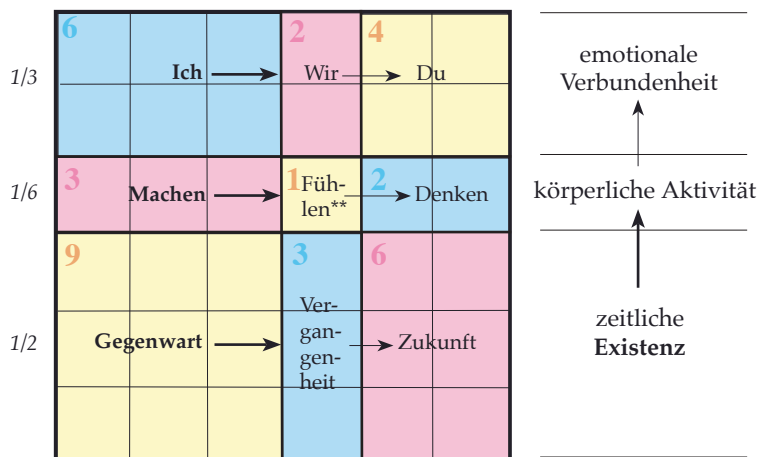 6 2 4
1/3 Ich Wir Du
emotionale
Verbundenheit
3 1 2
1/6 Machen Füh-
len** Denken
körperliche Aktivität
9 3 6
1/2 Gegenwart Ver-
gan-
gen-
heit Zukunft
zeitliche
Existenz